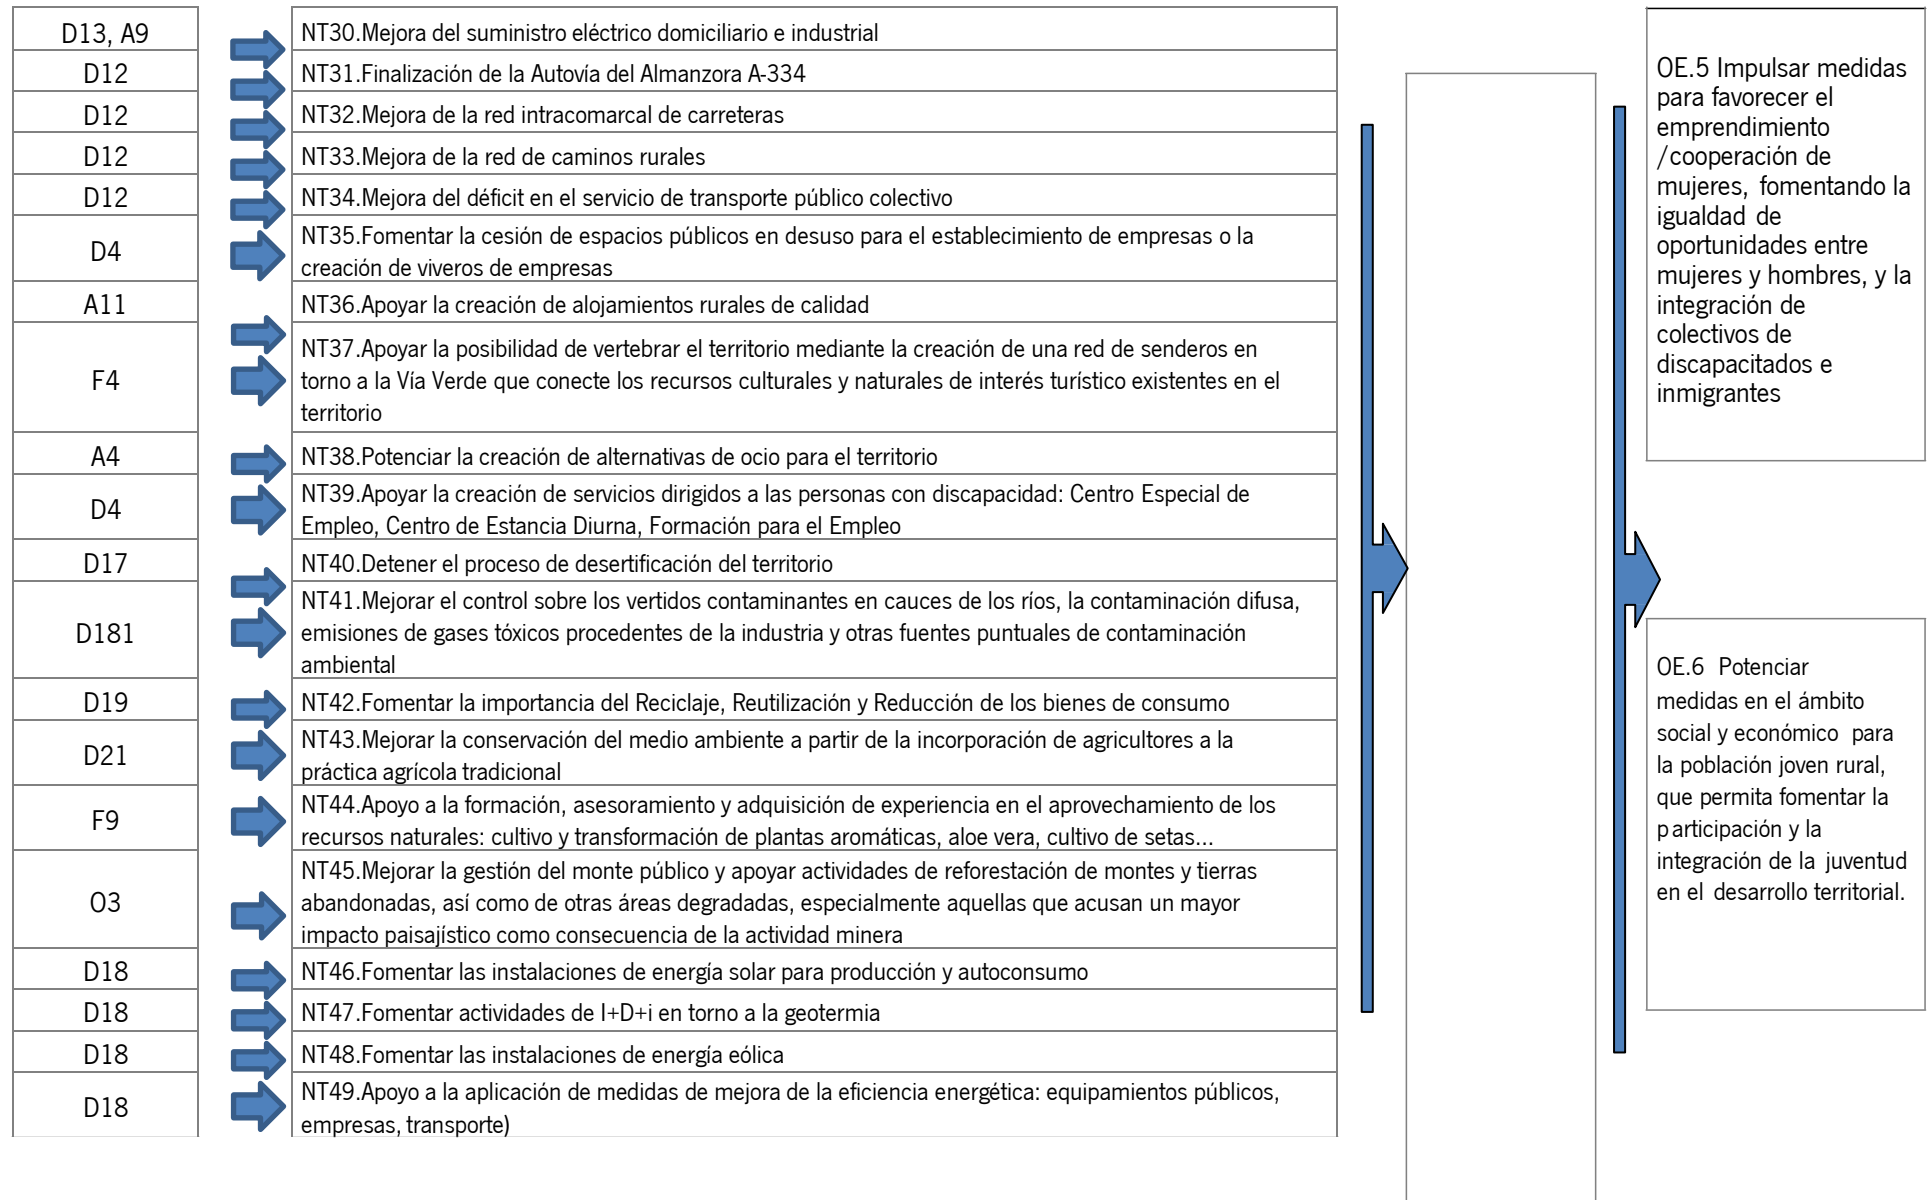 D13, A9
NT30.Mejora del suministro eléctrico domiciliario e industrial
D12
NT31.Finalización de la Autovía del Almanzora A-334
D12
NT32.Mejora de la red intracomarcal de carreteras
D12
NT33.Mejora de la red de caminos rurales
D12
NT34.Mejora del déficit en el servicio de transporte público colectivo
D4
NT35.Fomentar la cesión de espacios públicos en desuso para el establecimiento de empresas o la
creación de viveros de empresas
A11
NT36.Apoyar la creación de alojamientos rurales de calidad
F4
NT37.Apoyar la posibilidad de vertebrar el territorio mediante la creación de una red de senderos en
torno a la Vía Verde que conecte los recursos culturales y naturales de interés turístico existentes en el
territorio
A4
NT38.Potenciar la creación de alternativas de ocio para el territorio
D4
NT39.Apoyar la creación de servicios dirigidos a las personas con discapacidad: Centro Especial de
Empleo, Centro de Estancia Diurna, Formación para el Empleo
D17
NT40.Detener el proceso de desertificación del territorio
D181
NT41.Mejorar el control sobre los vertidos contaminantes en cauces de los ríos, la contaminación difusa,
emisiones de gases tóxicos procedentes de la industria y otras fuentes puntuales de contaminación
ambiental
D19
NT42.Fomentar la importancia del Reciclaje, Reutilización y Reducción de los bienes de consumo
D21
NT43.Mejorar la conservación del medio ambiente a partir de la incorporación de agricultores a la
práctica agrícola tradicional
F9
NT44.Apoyo a la formación, asesoramiento y adquisición de experiencia en el aprovechamiento de los
recursos naturales: cultivo y transformación de plantas aromáticas, aloe vera, cultivo de setas...
O3
NT45.Mejorar la gestión del monte público y apoyar actividades de reforestación de montes y tierras
abandonadas, así como de otras áreas degradadas, especialmente aquellas que acusan un mayor
impacto paisajístico como consecuencia de la actividad minera
D18
NT46.Fomentar las instalaciones de energía solar para producción y autoconsumo
D18
NT47.Fomentar actividades de I+D+i en torno a la geotermia
D18
NT48.Fomentar las instalaciones de energía eólica
D18
NT49.Apoyo a la aplicación de medidas de mejora de la eficiencia energética: equipamientos públicos,
empresas, transporte)
OE.5 Impulsar medidas
para favorecer el
emprendimiento
/cooperación de
mujeres, fomentando la
igualdad de
oportunidades entre
mujeres y hombres, y la
integración de
colectivos de
discapacitados e
inmigrantes
OE.6 Potenciar
medidas en el ámbito
social y económico para
la población joven rural,
que permita fomentar la
p articipación y la
integración de la juventud
en el desarrollo territorial.